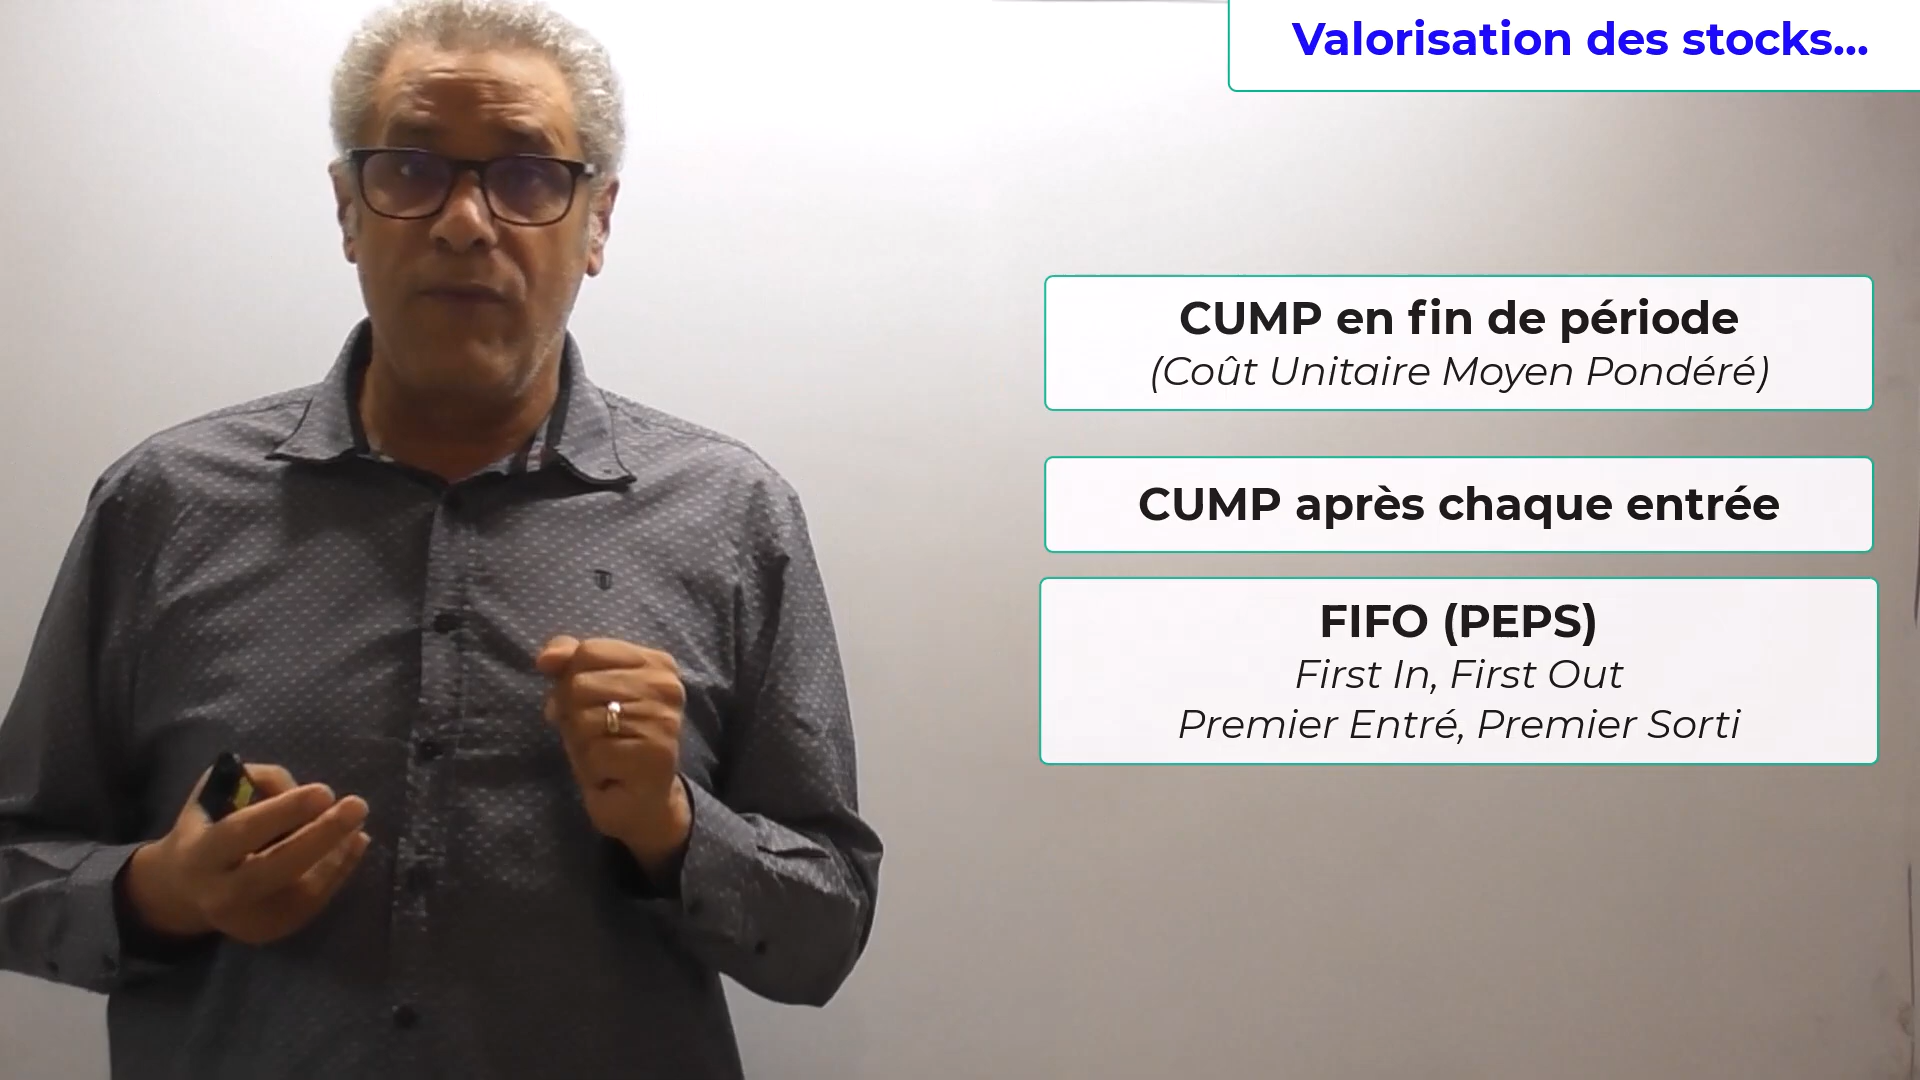 Valorisation des stocks...
CUMP en fin de période
(Coût Unitaire Moyen Pondéré)
CUMP après chaque entrée
FIFO (PEPS)
First In, First Out
Premier Entré, Premier Sorti